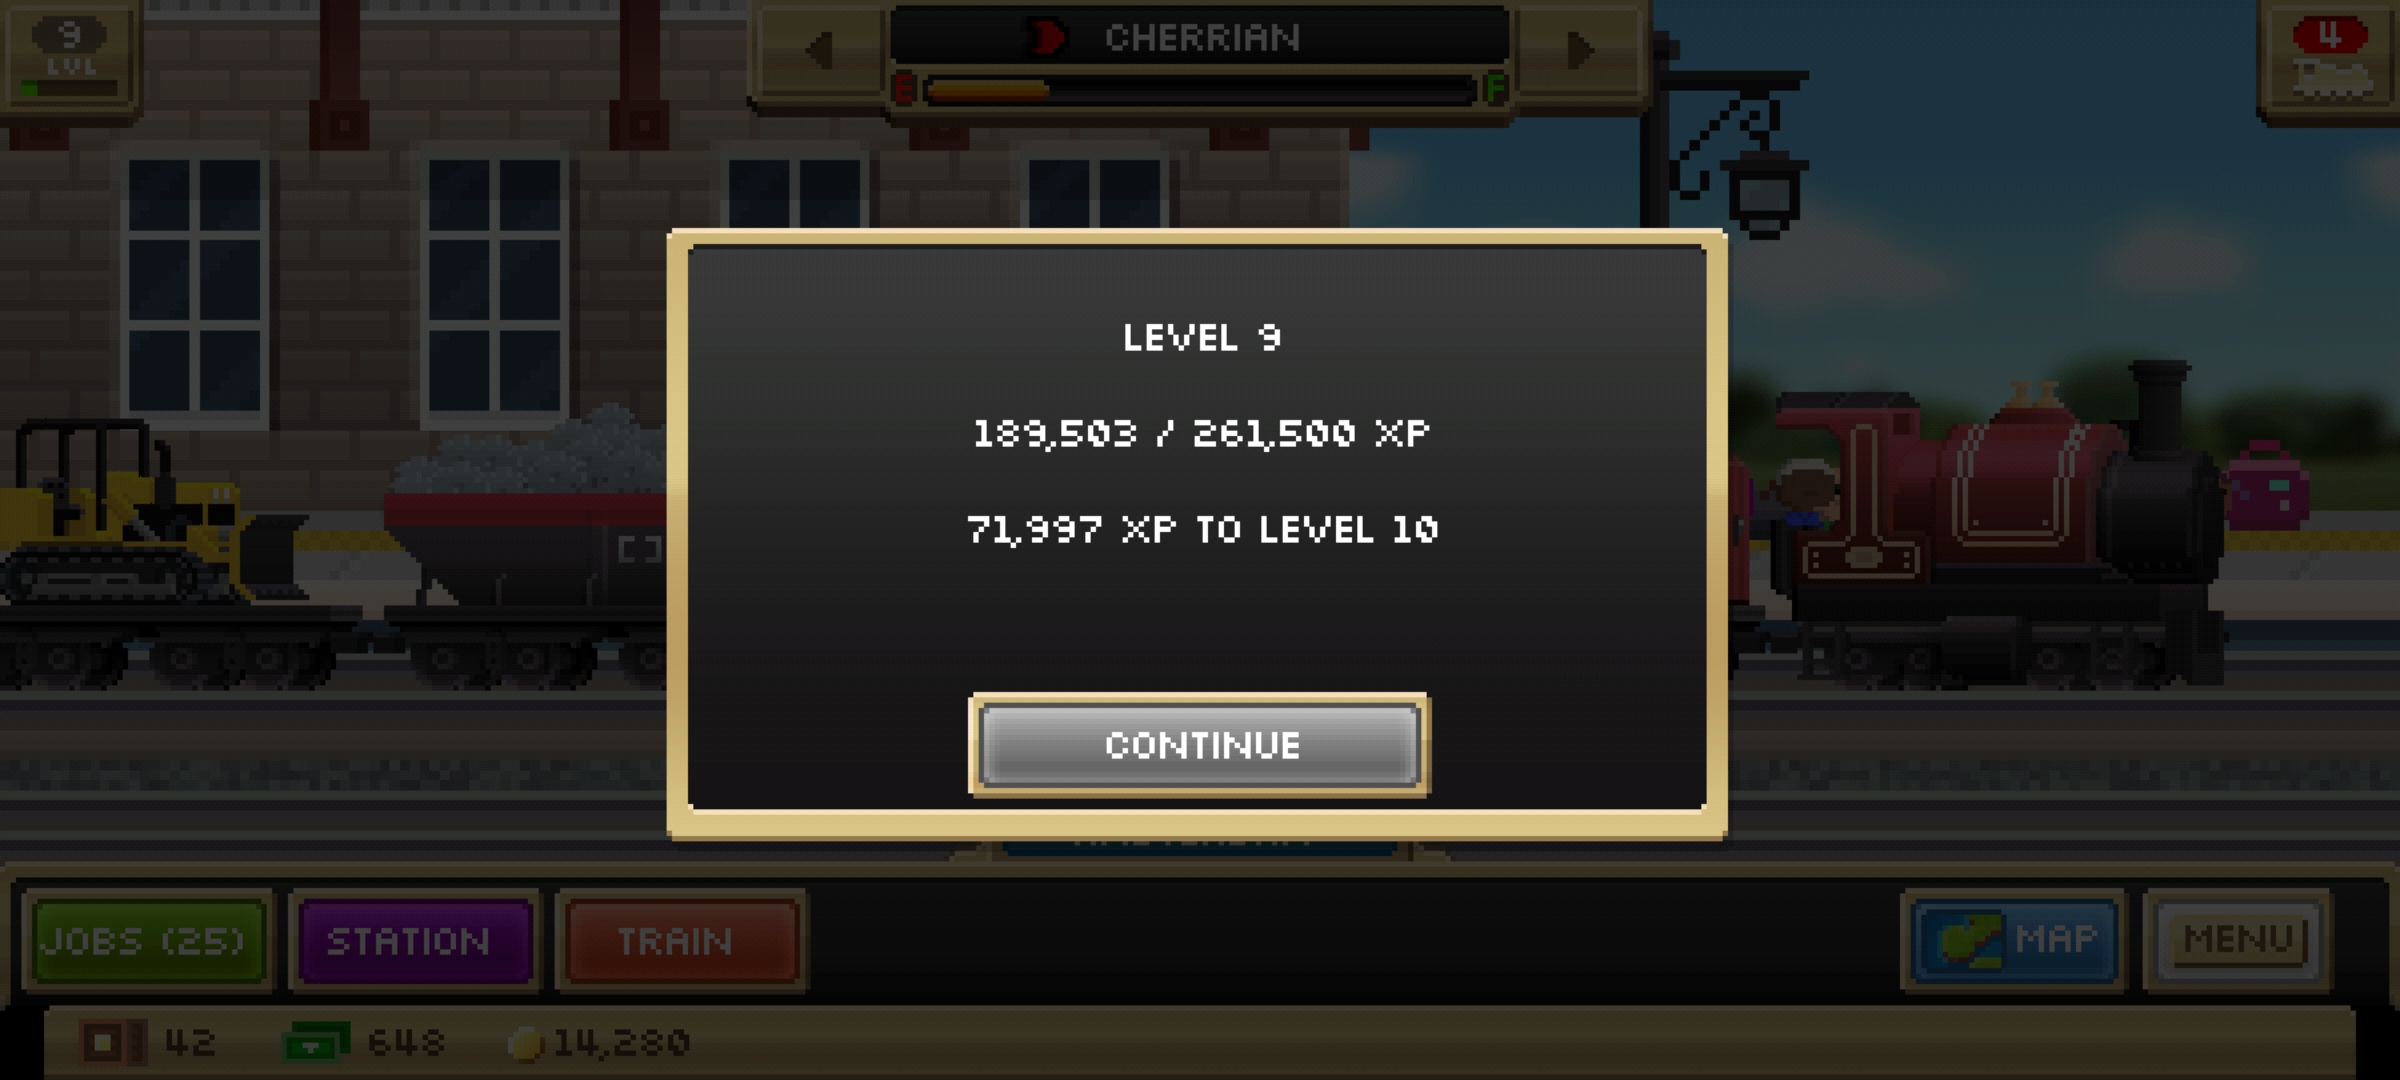 9
LVL
CHERRIAN
E
F
4
LEVEL 9
189,503 / 261,500 XP
71,997 XP TO LEVEL 10
CONTINUE
JOBS (25)
STATION
TRAIN
MAP
MENU
42
648
14,280